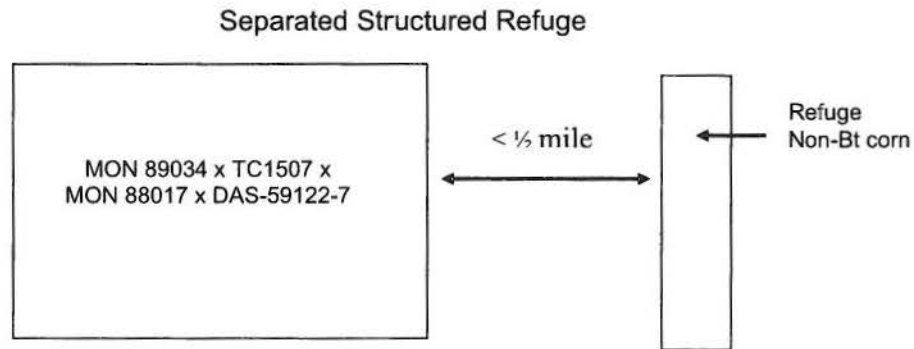 Separated Structured Refuge
MON 89034 x TC1507 x
MON 88017 x DAS-59122-7
< ½ mile
Refuge
Non-Bt corn